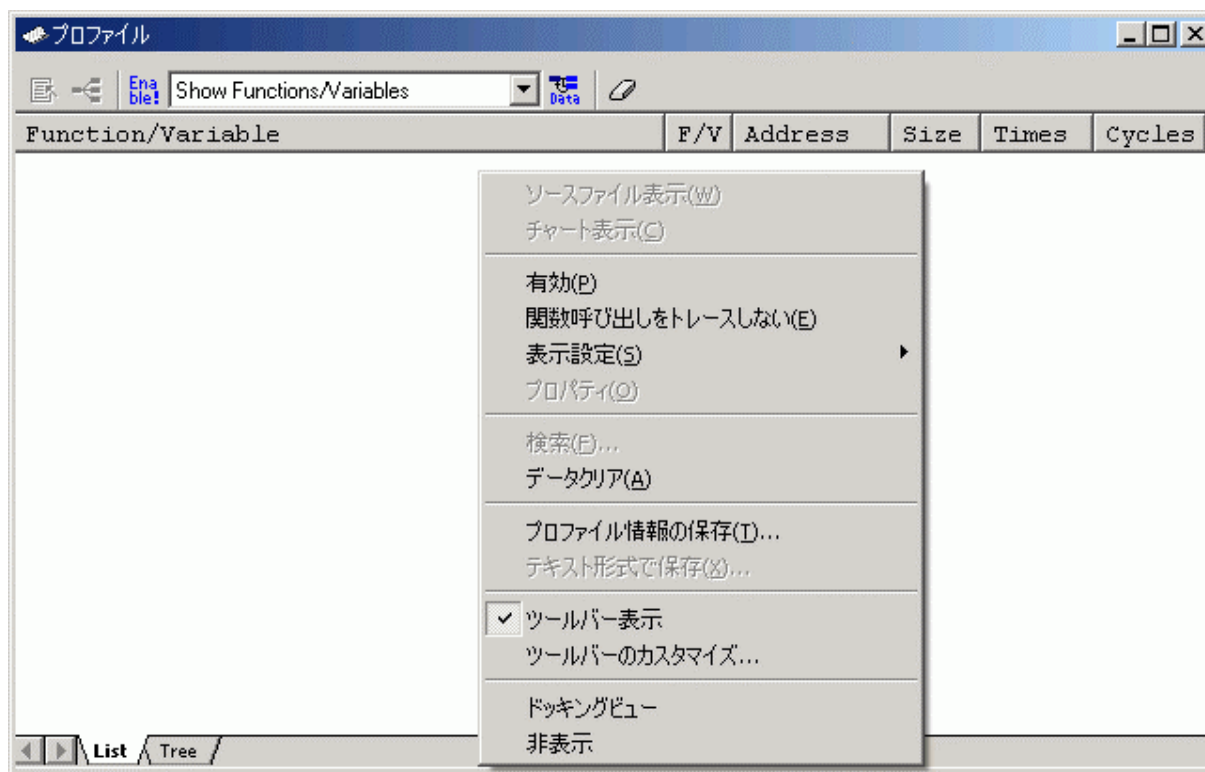 プロファイル
Ena
ble!
Show Functions/Variables
Data
Function/Variable F/V Address Size Times Cycles
ソースファイル表示(W)
チャート表示(C)
有効(P)
関数呼び出しをトレースしない(E)
表示設定(S)
プロパティ(O)
検索(F)...
データクリア(A)
プロファイル情報の保存(T)...
テキスト形式で保存(X)...
ツールバー表示
ツールバーのカスタマイズ...
ドッキングビュー
非表示
List Tree